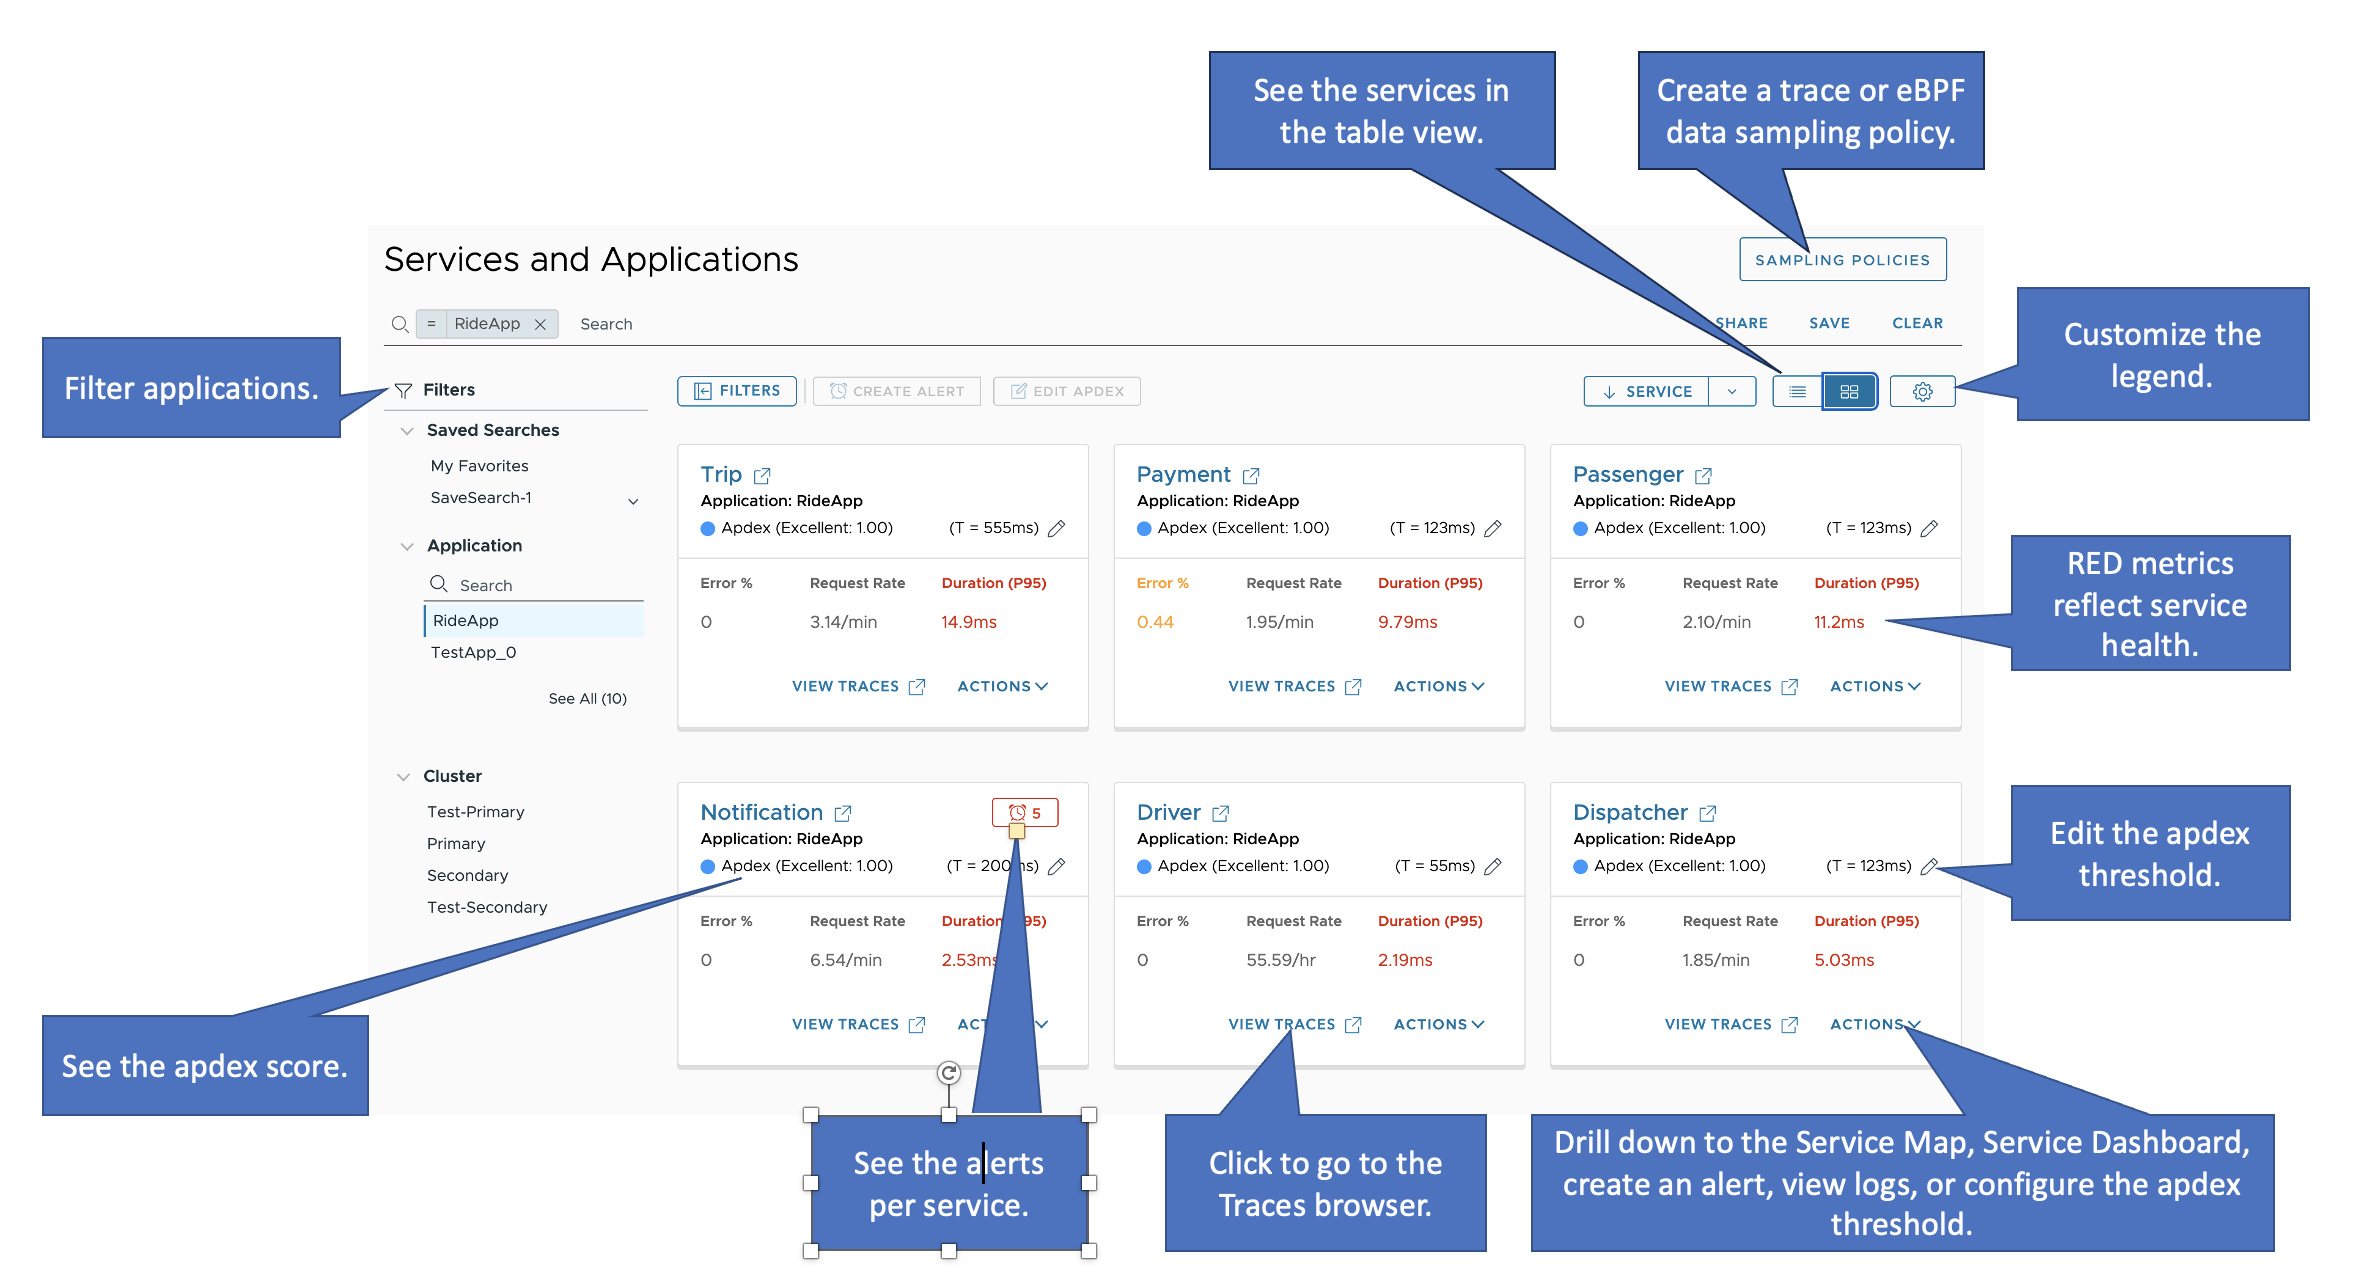 See the services in
the table view.
Create a trace or eBPF
data sampling policy.
Services and Applications
SAMPLING POLICIES
= RideApp Search
SHARE SAVE CLEAR
Customize the
legend.
Filter applications.
Filters
FILTERS CREATE ALERT EDIT APDEX
SERVICE
Saved Searches
My Favorites
SaveSearch-1
Application
Search
RideApp
TestApp_0
See All (10)
Cluster
Test-Primary
Primary
Secondary
Test-Secondary
Trip
Application: RideApp
Apdex (Excellent: 1.00) (T = 555ms)
Error % Request Rate Duration (P95)
0 3.14/min 14.9ms
VIEW TRACES ACTIONS
Payment
Application: RideApp
Apdex (Excellent: 1.00) (T = 123ms)
Error % Request Rate Duration (P95)
0.44 1.95/min 9.79ms
VIEW TRACES ACTIONS
Passenger
Application: RideApp
Apdex (Excellent: 1.00) (T = 123ms)
Error % Request Rate Duration (P95)
0 2.10/min 11.2ms
VIEW TRACES ACTIONS
RED metrics
reflect service
health.
Notification 5
Application: RideApp
Apdex (Excellent: 1.00)
Error % Request Rate Duration
0 6.54/min 2.53ms
VIEW TRACES
Driver
Application: RideApp
Apdex (Excellent: 1.00) (T = 55ms)
Error % Request Rate Duration (P95)
0 55.59/hr 2.19ms
VIEW TRACES ACTIONS
Dispatcher
Application: RideApp
Apdex (Excellent: 1.00) (T = 123ms)
Error % Request Rate Duration (P95)
0 1.85/min 5.03ms
VIEW TRACES ACTIONS
Edit the apdex
threshold.
See the apdex score.
See the alerts
per service.
Click to go to the
Traces browser.
Drill down to the Service Map, Service Dashboard,
create an alert, view logs, or configure the apdex
threshold.